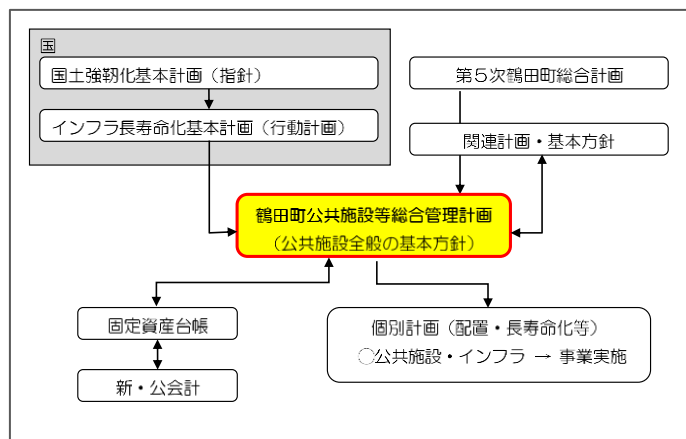 国
国土強靭化基本計画（指針）
インフラ長寿命化基本計画（行動計画）
第５次鶴田町総合計画
関連計画・基本方針
鶴田町公共施設等総合管理計画
（公共施設全般の基本方針）
固定資産台帳
新・公会計
個別計画（配置・長寿命化等）
○公共施設・インフラ → 事業実施